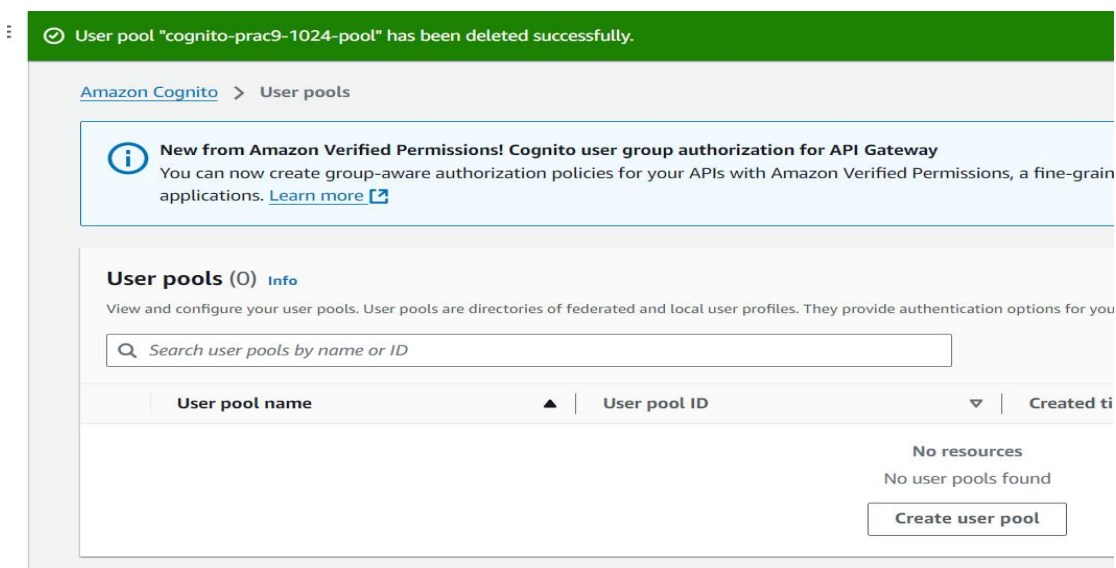 User pool "cognito-prac9-1024-pool" has been deleted successfully.
Amazon Cognito > User pools
New from Amazon Verified Permissions! Cognito user group authorization for API Gateway
You can now create group-aware authorization policies for your APIs with Amazon Verified Permissions, a fine-grain
applications. Learn more
User pools (0) Info
View and configure your user pools. User pools are directories of federated and local user profiles. They provide authentication options for you
Search user pools by name or ID
User pool name User pool ID Created ti
No resources
No user pools found
Create user pool